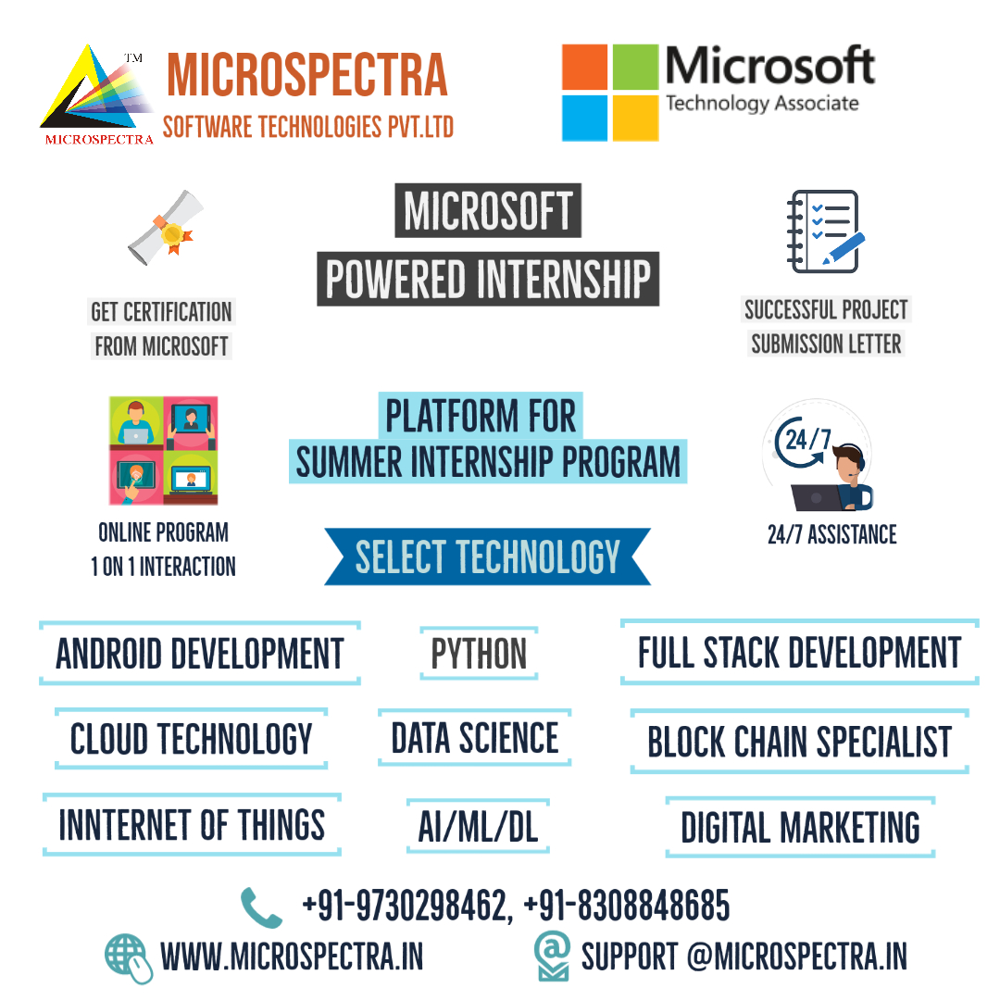 TM
MICROSPECTRA
MICROSPECTRA
SOFTWARE TECHNOLOGIES PVT.LTD
Microsoft
Technology Associate
MICROSOFT
POWERED INTERNSHIP
GET CERTIFICATION
FROM MICROSOFT
SUCCESSFUL PROJECT
SUBMISSION LETTER
PLATFORM FOR
SUMMER INTERNSHIP PROGRAM
24/7
ONLINE PROGRAM
1 ON 1 INTERACTION
24/7 ASSISTANCE
SELECT TECHNOLOGY
ANDROID DEVELOPMENT
PYTHON
FULL STACK DEVELOPMENT
CLOUD TECHNOLOGY
DATA SCIENCE
BLOCK CHAIN SPECIALIST
INNTERNET OF THINGS
AI/ML/DL
DIGITAL MARKETING
+91-9730298462, +91-8308848685
WWW.MICROSPECTRA.IN
SUPPORT @MICROSPECTRA.IN